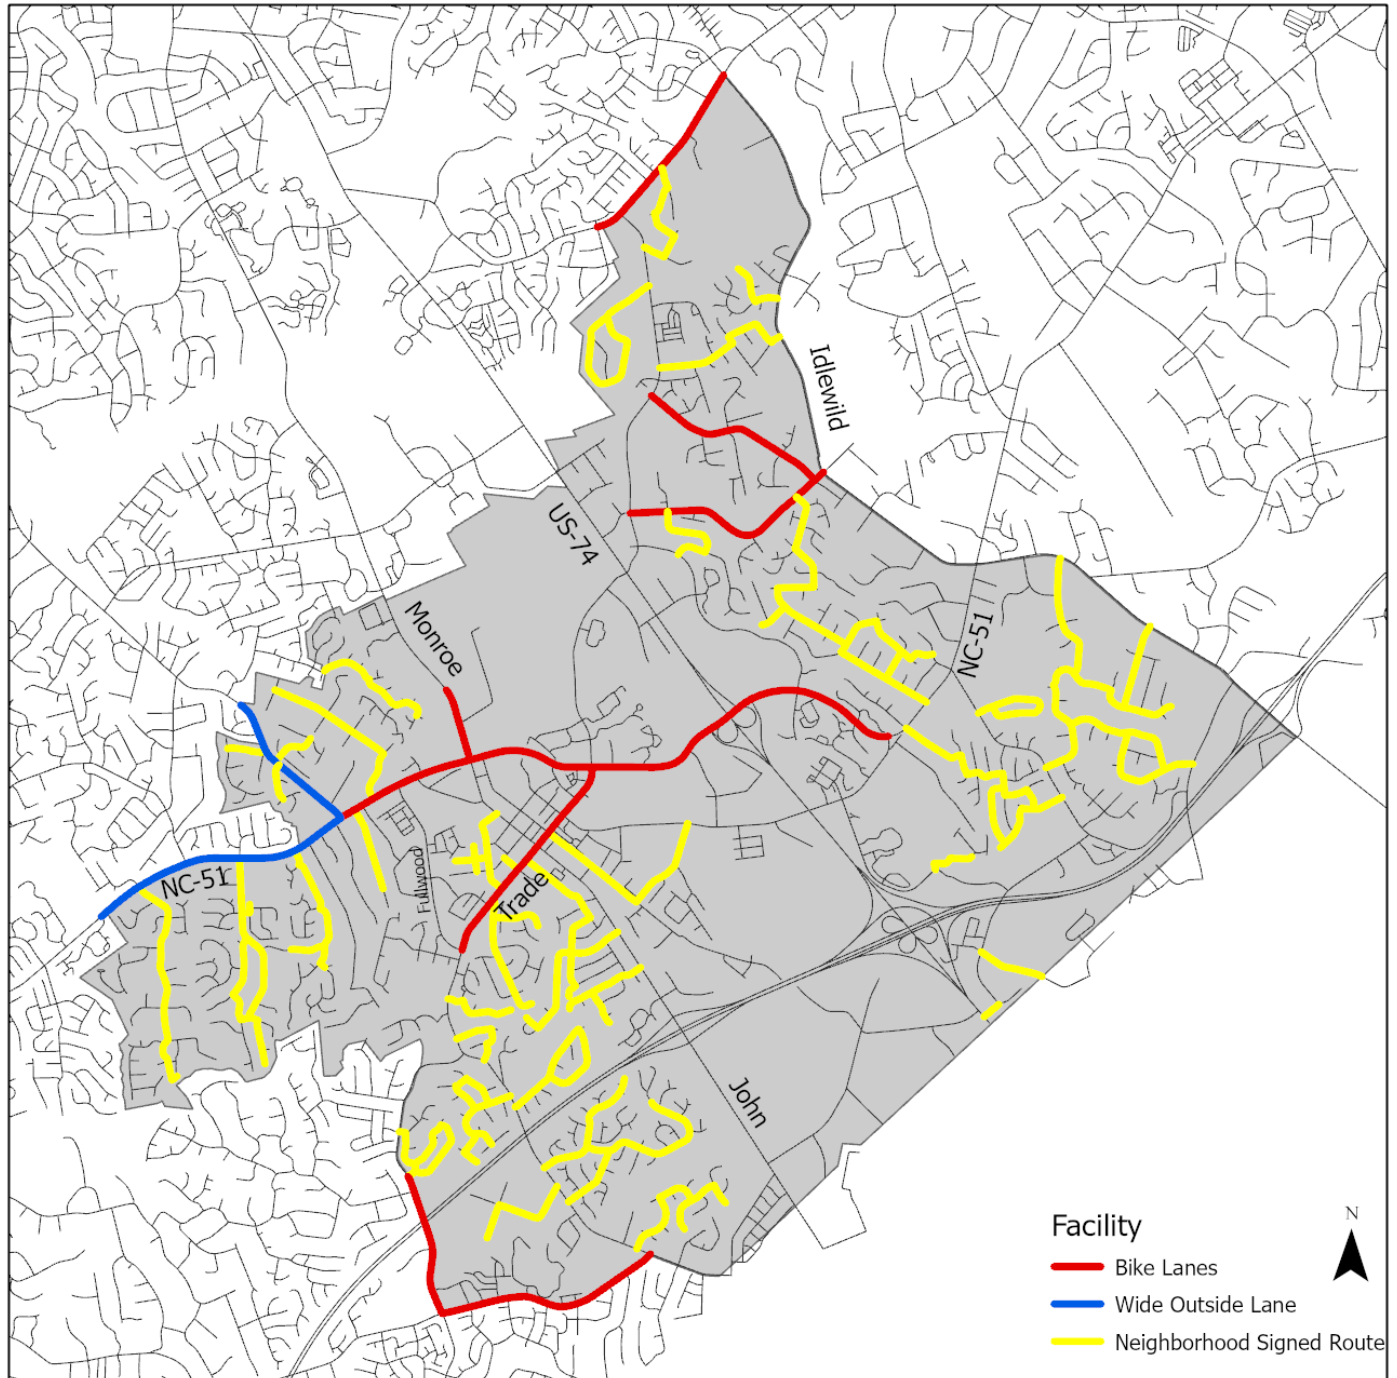 Idlewild
US-74
Monroe
NC-51
NC-51
Fullwood
Trade
John
N
Facility
Bike Lanes
Wide Outside Lane
Neighborhood Signed Route